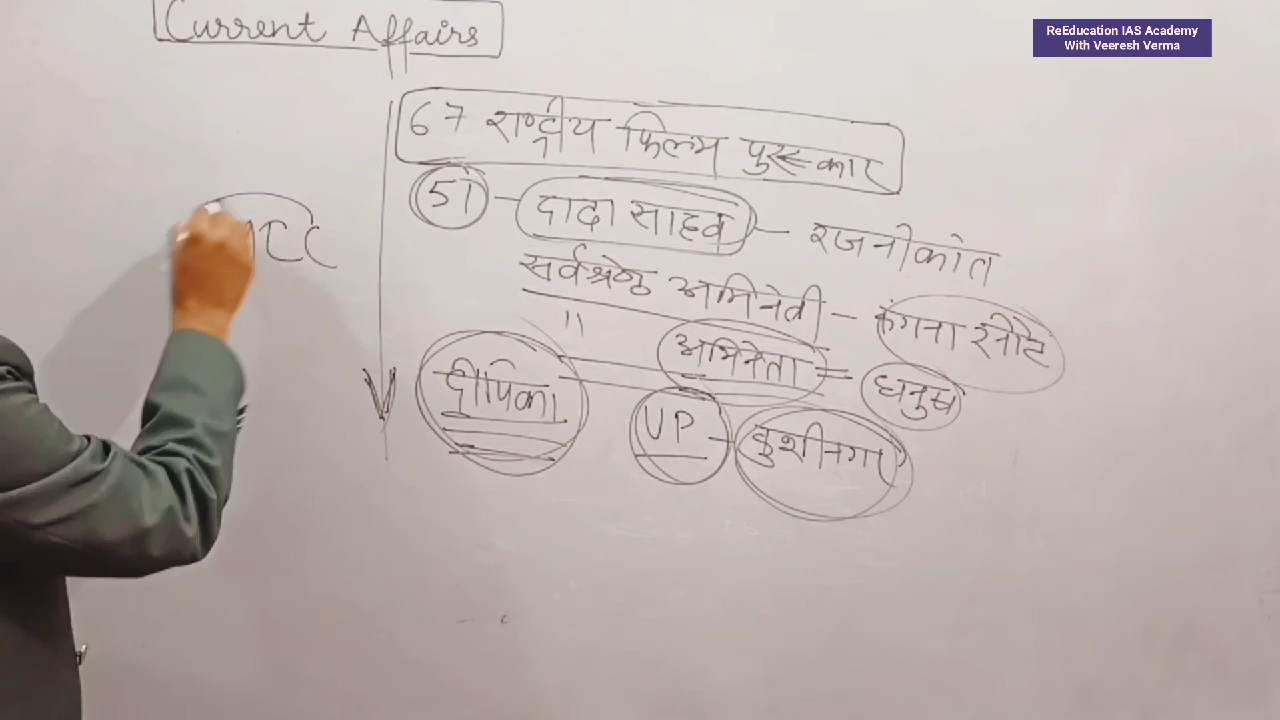 Current Affairs
ReEducation IAS Academy
With Veeresh Verma
67 राष्ट्रीय फिल्म पुरस्कार
51 - दादा साहब - रजनीकांत
सर्वश्रेष्ठ अभिनेत्री - कंगना रनौट
" अभिनेता = धनुष
दीपिका UP - कुशीनगर